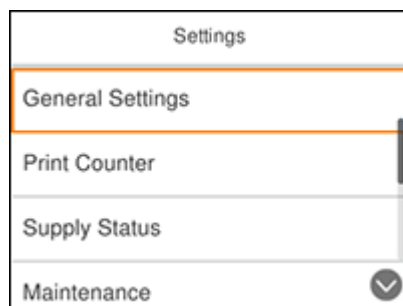 Settings
General Settings
Print Counter
Supply Status
Maintenance